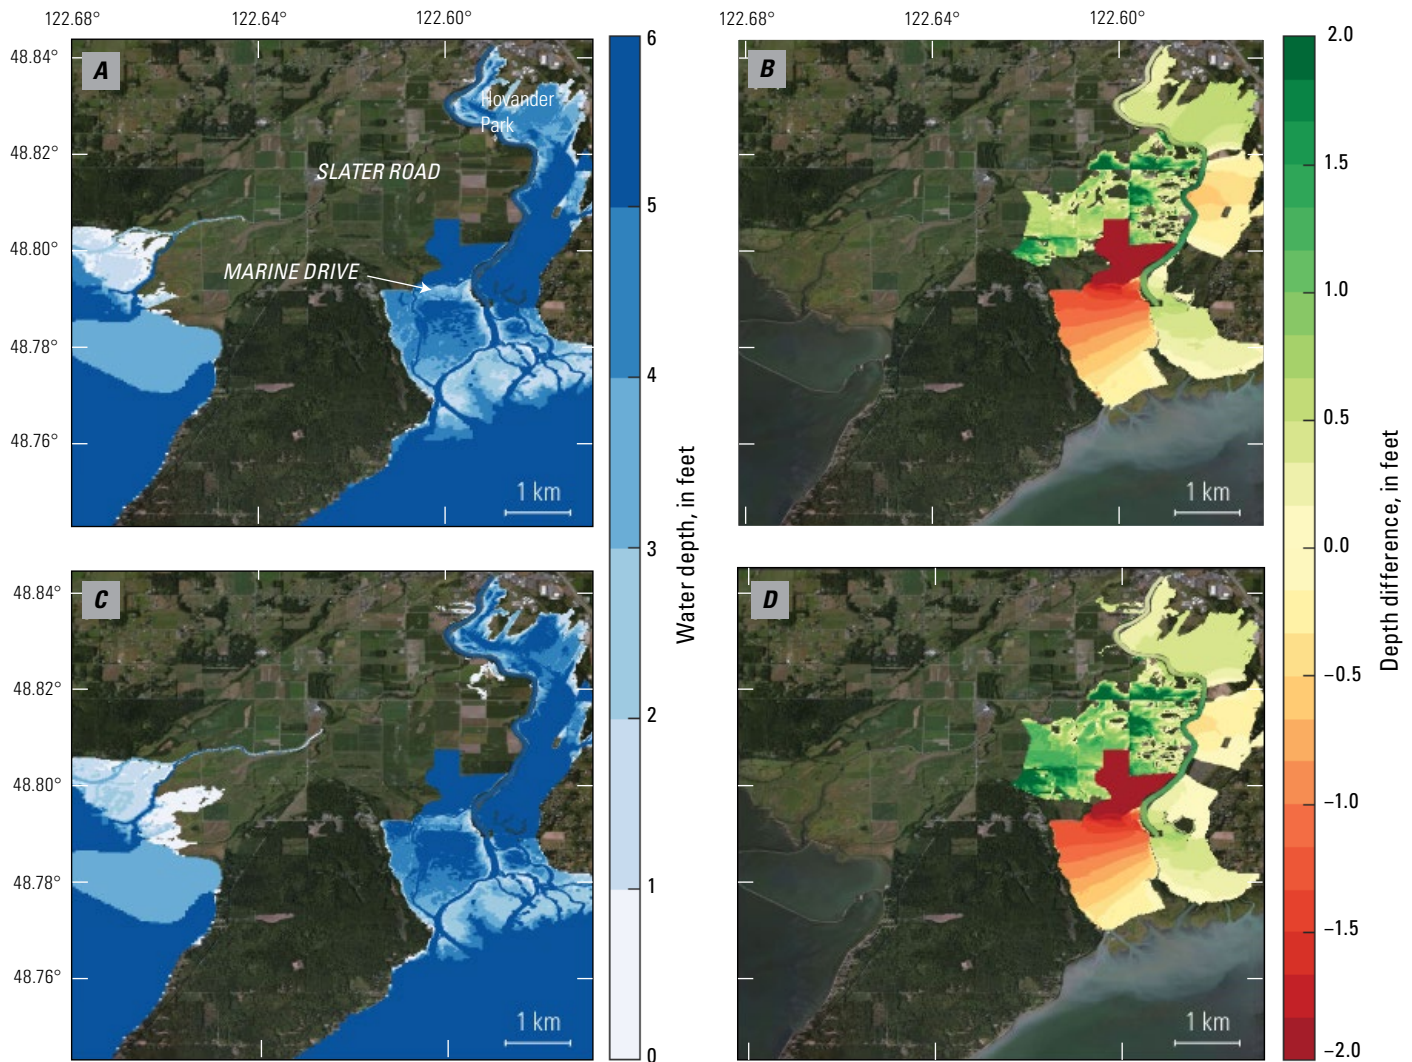 122.68° 122.64° 122.60°
122.68° 122.64° 122.60°
48.84°
48.82°
48.80°
48.78°
48.76°
A
Hovander
Park
SLATER ROAD
MARINE DRIVE
1 km
B
1 km
48.84°
48.82°
48.80°
48.78°
48.76°
C
1 km
D
1 km
6
5
4
3
2
1
0
Water depth, in feet
2.0
1.5
1.0
0.5
0.0
−0.5
−1.0
−1.5
−2.0
Depth difference, in feet